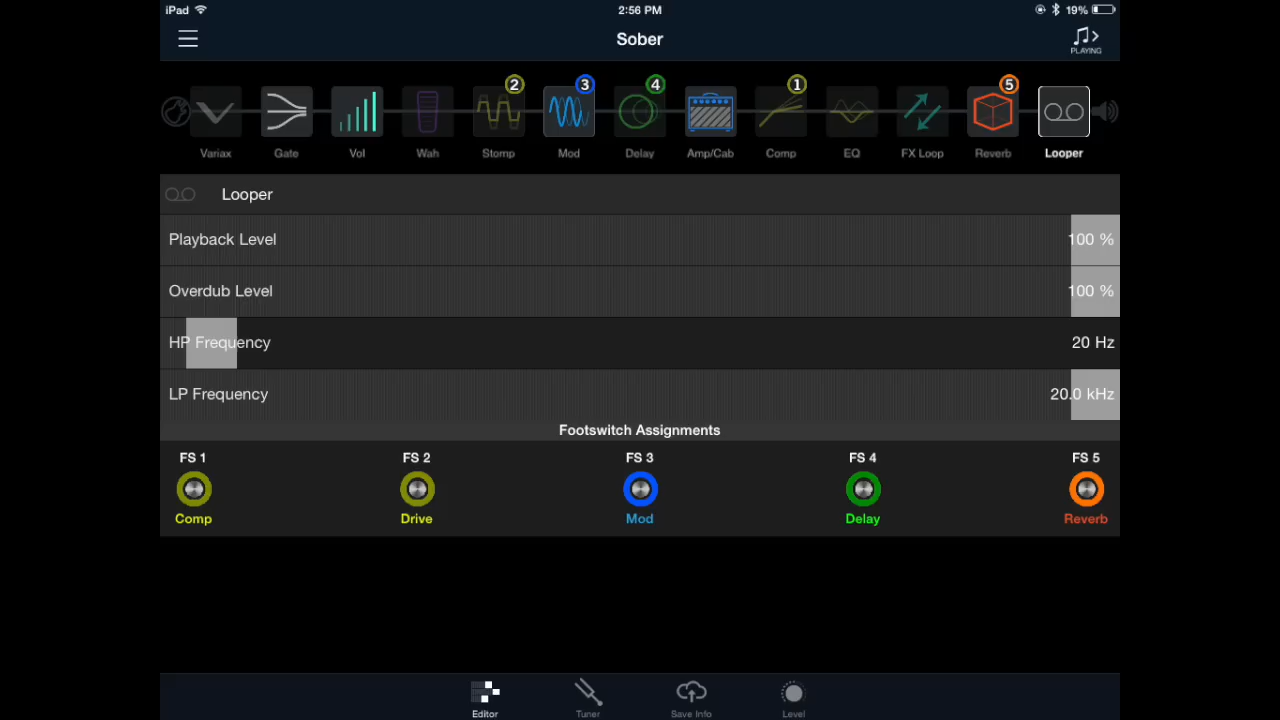 iPad 2:56 PM 19%
Sober
PLAYING
2 3 4 1 5
Variax Gate Vol Wah Stomp Mod Delay Amp/Cab Comp EQ FX Loop Reverb Looper
Looper
Playback Level 100 %
Overdub Level 100 %
HP Frequency 20 Hz
LP Frequency 20.0 kHz
Footswitch Assignments
FS 1 FS 2 FS 3 FS 4 FS 5
Comp Drive Mod Delay Reverb
Editor Tuner Save Info Level